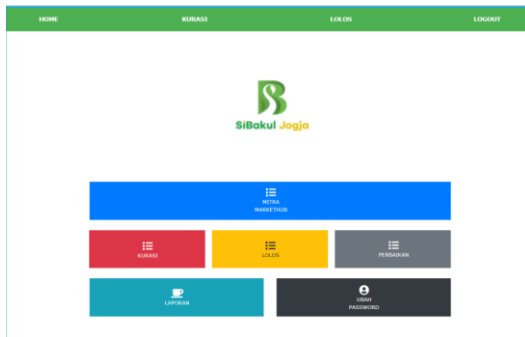 HOME KURASI LOLOS LOGOUT
SiBakul Jogja
MITRA
MARKETHUB
KURASI LOLOS PERBAIKAN
LAPORAN UBAH
PASSWORD